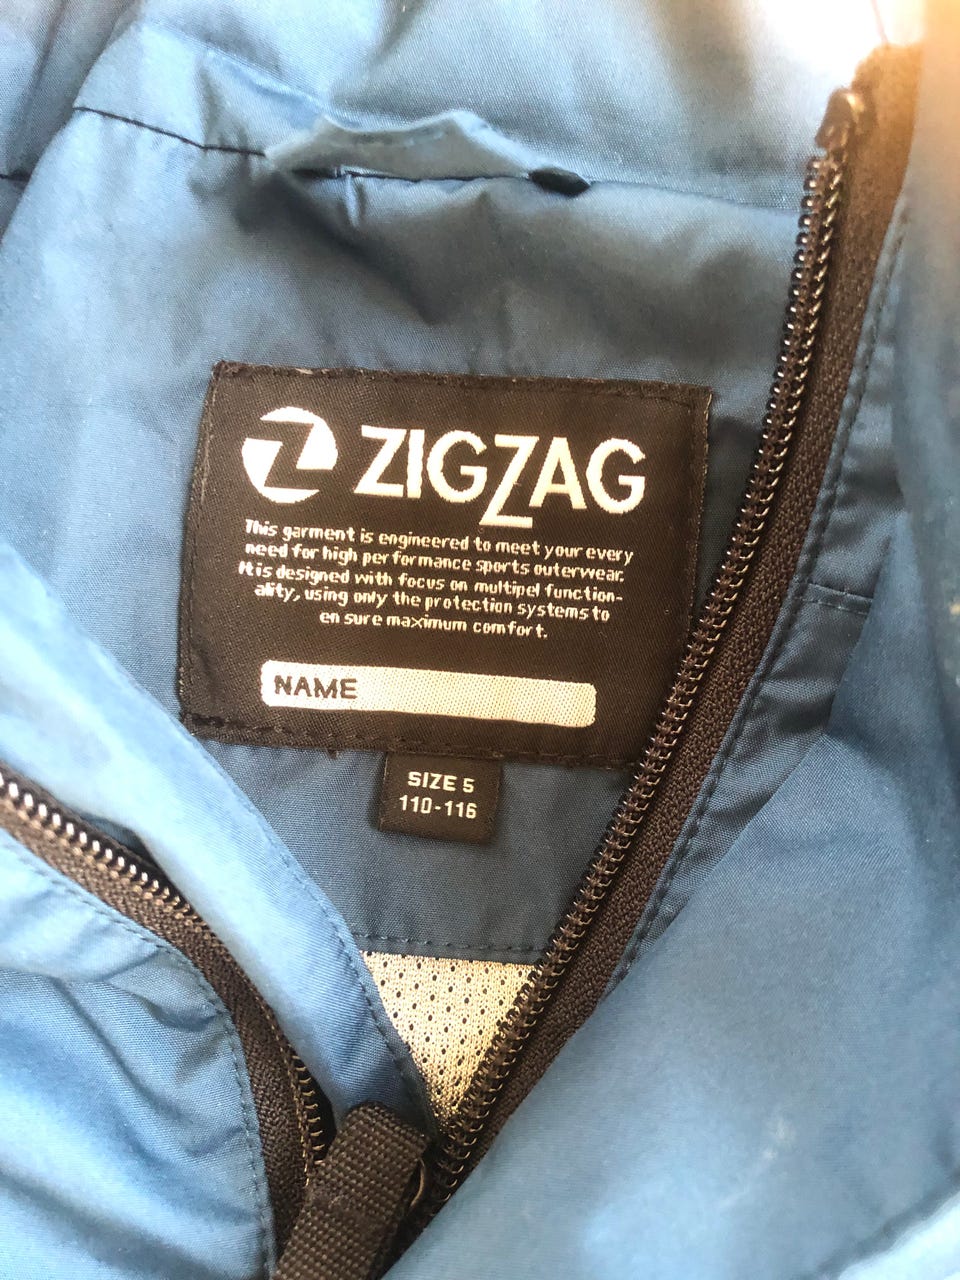 ZIGZAG
This garment is engineered to meet your every
need for high performance sports outerwear.
It is designed with focus on multipel function-
ality, using only the protection systems to
en sure maximum comfort.
NAME
SIZE 5
110-116